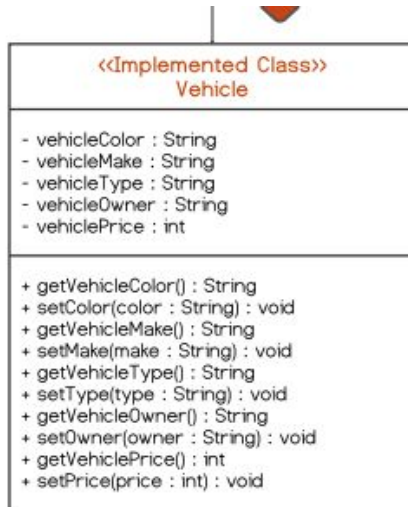 <<Implemented Class>>
Vehicle
- vehicleColor : String
- vehicleMake : String
- vehicleType : String
- vehicleOwner : String
- vehiclePrice : int
+ getVehicleColor() : String
+ setColor(color : String) : void
+ getVehicleMake() : String
+ setMake(make : String) : void
+ getVehicleType() : String
+ setType(type : String) : void
+ getVehicleOwner() : String
+ setOwner(owner : String) : void
+ getVehiclePrice() : int
+ setPrice(price : int) : void